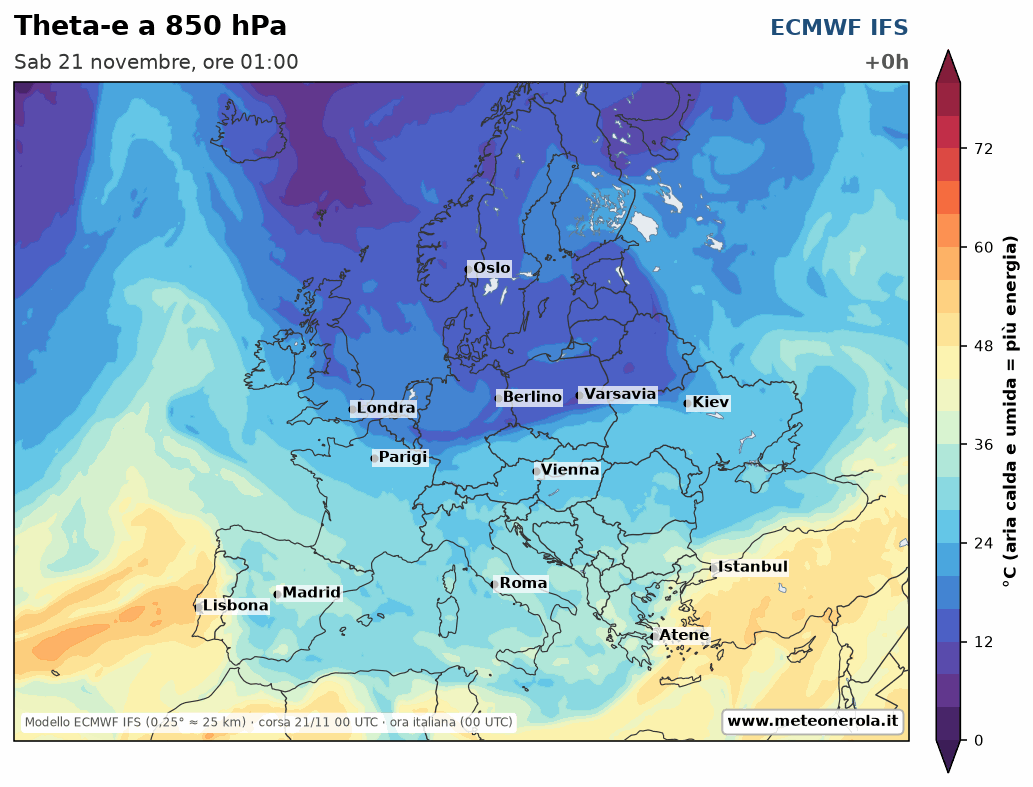 Theta-e a 850 hPa
ECMWF IFS
Sab 21 novembre, ore 01:00
+0h
Oslo
Berlino
Varsavia
Kiev
Londra
Parigi
Vienna
Istanbul
Roma
Madrid
Lisbona
Atene
Modello ECMWF IFS (0,25° ≈ 25 km) · corsa 21/11 00 UTC · ora italiana (00 UTC)
www.meteonerola.it
72
60
48
36
24
12
0
°C (aria calda e umida = più energia)